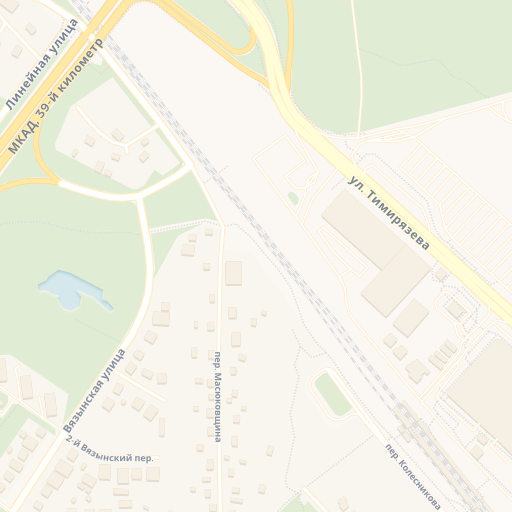 Линейная улица
МКАД, 39-й километр
ул. Тимирязева
Вязынская улица
пер. Масюковщина
2-й Вязынский пер.
пер. Колесникова